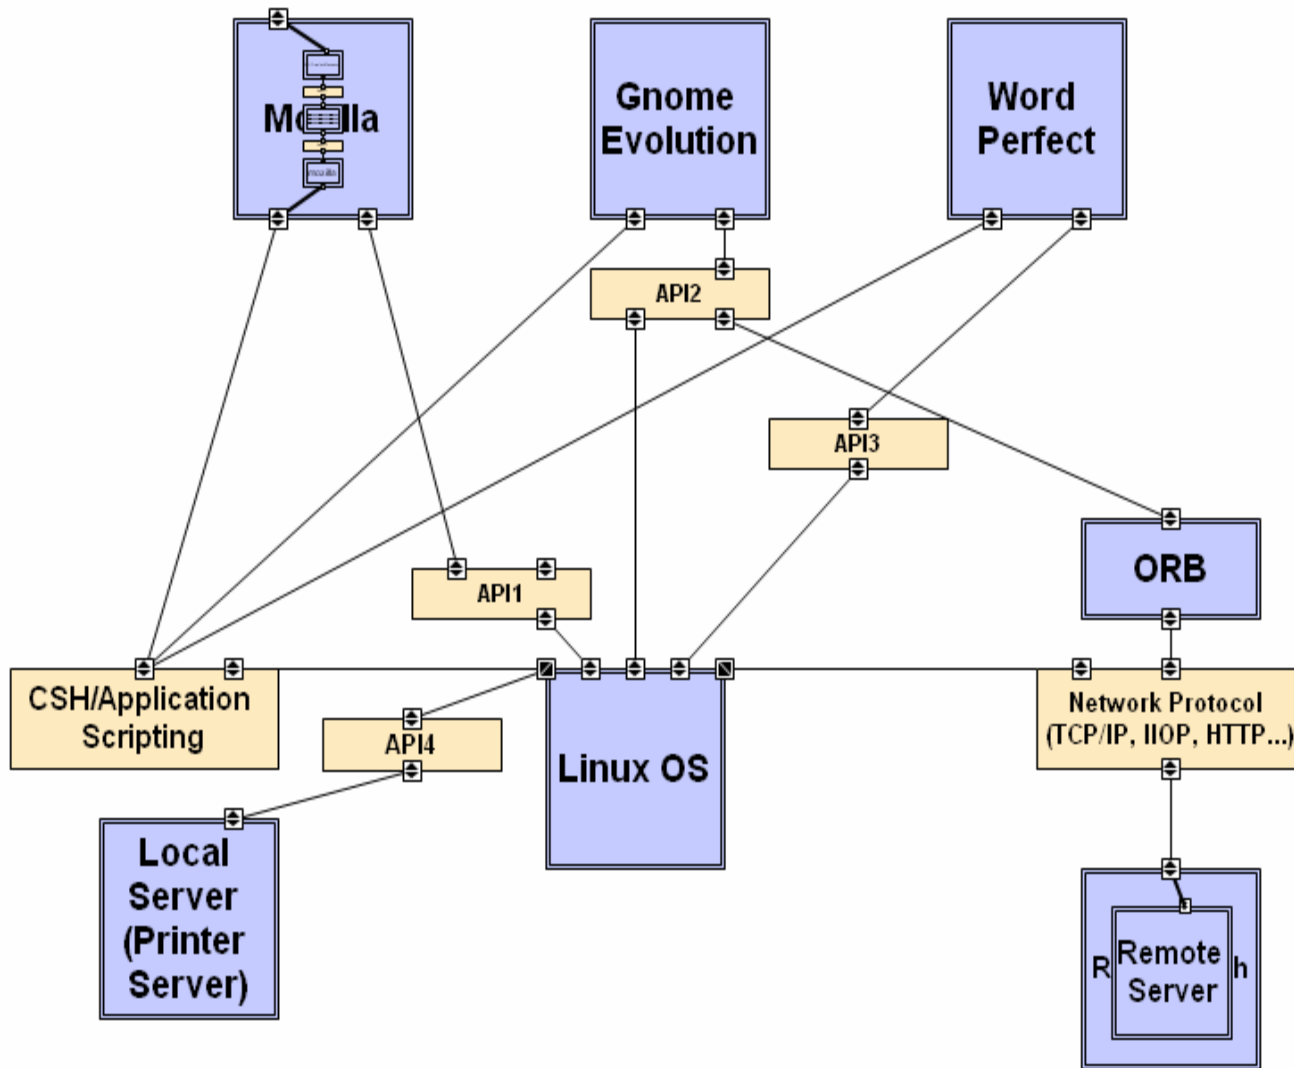 Gnome
Evolution
Word
Perfect
mozilla
API2
API3
ORB
API1
CSH/Application
Scripting
Network Protocol
(TCP/IP, IIOP, HTTP...)
API4
Linux OS
Local
Server
(Printer
Server)
Remote
Server